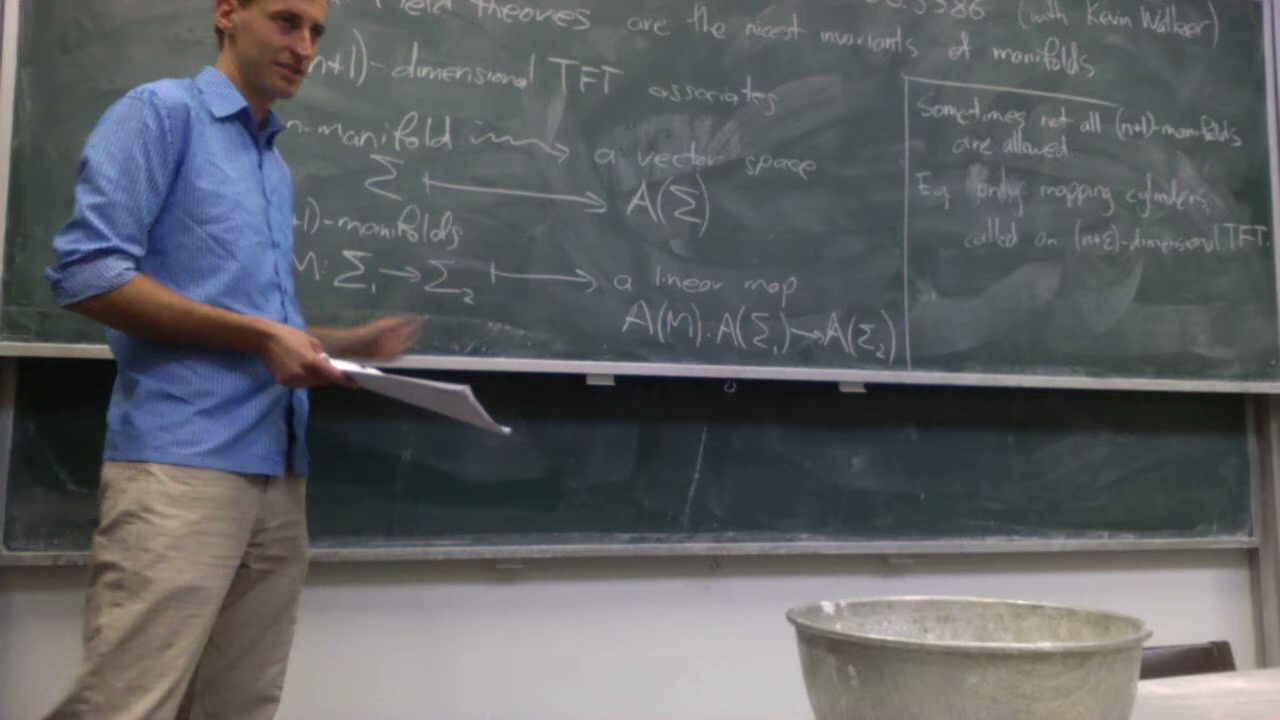 field theories are the nicest invariants of manifolds
.5386 (with Kevin Walker)
n+1)-dimensional TFT associates
n-manifold a vector space
Σ ↦ A(Σ)
+1)-manifolds
M: Σ₁ → Σ₂ ↦ a linear map
A(M): A(Σ₁) → A(Σ₂)
Sometimes not all (n+1)-manifolds
are allowed
Eg only mapping cylinders,
called an (n+ε)-dimensional TFT.